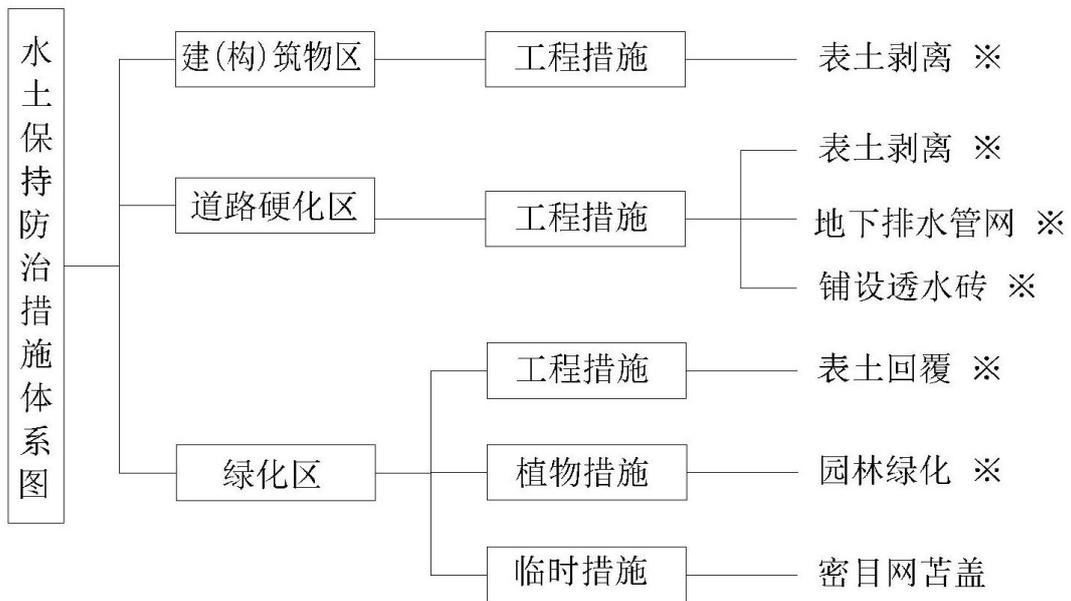 水土保持防治措施体系图
建(构)筑物区
工程措施
表土剥离 ※
道路硬化区
工程措施
表土剥离 ※
地下排水管网 ※
铺设透水砖 ※
绿化区
工程措施
表土回覆 ※
植物措施
园林绿化 ※
临时措施
密目网苫盖